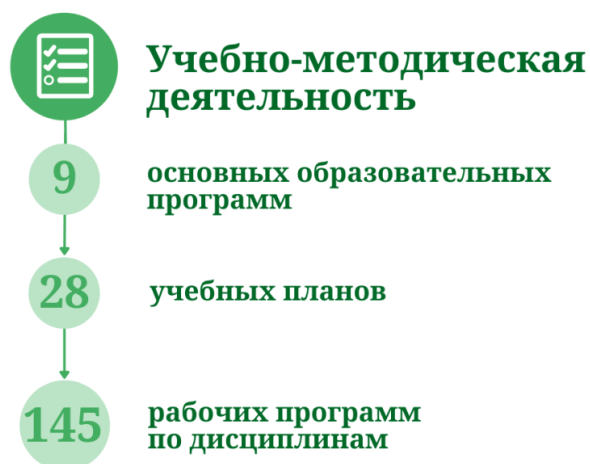 Учебно-методическая
деятельность
9
основных образовательных
программ
28
учебных планов
145
рабочих программ
по дисциплинам